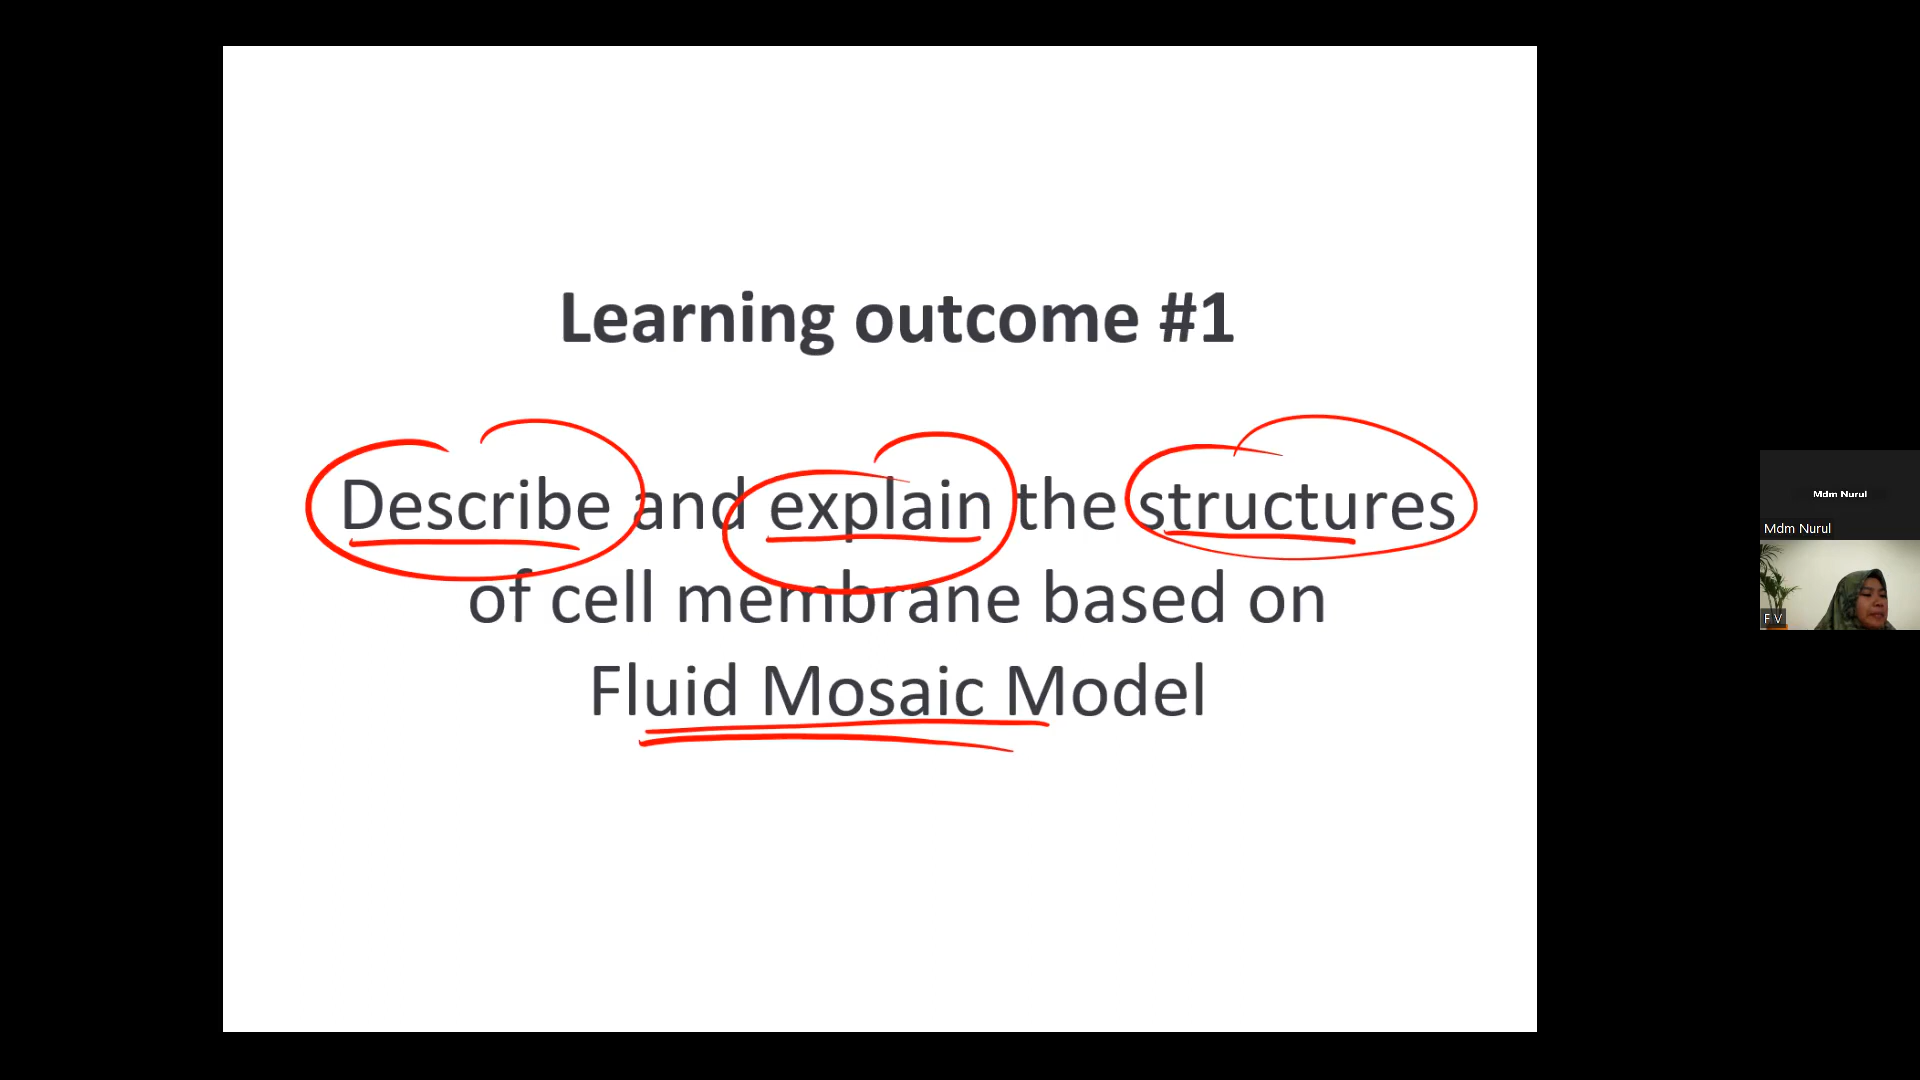 Learning outcome #1
Describe and explain the structures
of cell membrane based on
Fluid Mosaic Model
Mdm Nurul
Mdm Nurul
F V